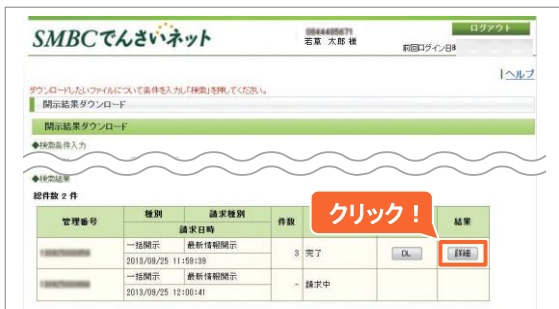 SMBCでんさいネット
若草 太郎 様
ログアウト
前回ログイン日時
ヘルプ
ダウンロードしたいファイルについて条件を入力し「検索」を押してください。
開示結果ダウンロード
開示結果ダウンロード
◆検索条件入力
◆検索結果
総件数 2 件
クリック!
管理番号 種別 請求種別 件数 結果
請求日時
一括開示 最新情報開示 3 完了 DL 詳細
2013/09/25 11:59:39
一括開示 最新情報開示 - 請求中
2013/09/25 12:00:41